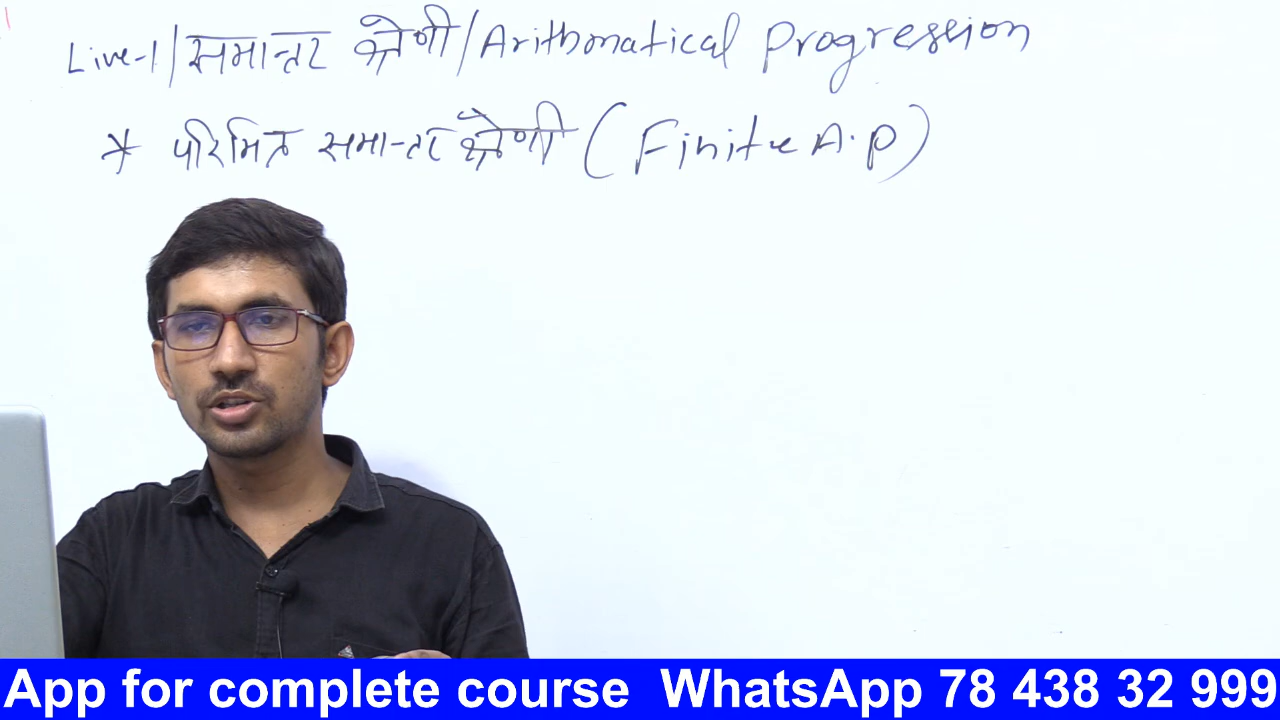 Live-1/समान्तर श्रेणी/Arithmatical Progression
* परिमित समान्तर श्रेणी (Finite A.P)
App for complete course WhatsApp 78 438 32 999